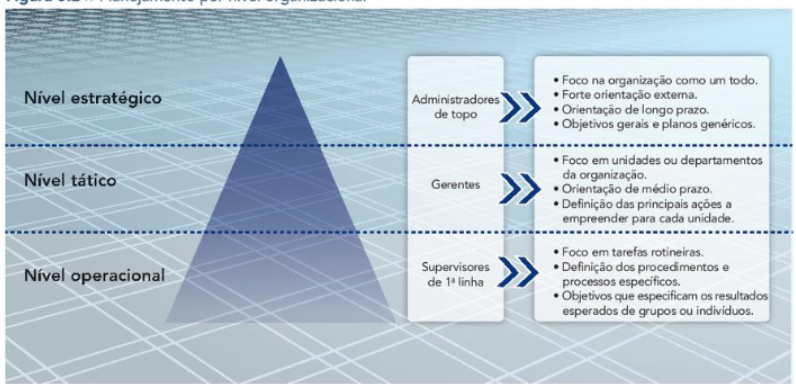 Nível estratégico
Administradores
de topo
• Foco na organização como um todo.
• Forte orientação externa.
• Orientação de longo prazo.
• Objetivos gerais e planos genéricos.
Nível tático
Gerentes
• Foco em unidades ou departamentos
da organização.
• Orientação de médio prazo.
• Definição das principais ações a
empreender para cada unidade.
Nível operacional
Supervisores
de 1ª linha
• Foco em tarefas rotineiras.
• Definição dos procedimentos e
processos específicos.
• Objetivos que especificam os resultados
esperados de grupos ou indivíduos.